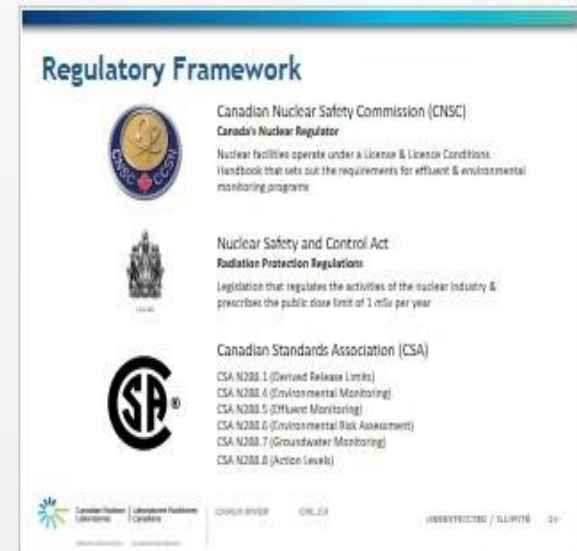 Regulatory Framework
CNSC CCSN
Canadian Nuclear Safety Commission (CNSC)
Canada's Nuclear Regulator
Nuclear facilities operate under a License & Licence Conditions
Handbook that sets out the requirements for effluent & environmental
monitoring programs
Nuclear Safety and Control Act
Radiation Protection Regulations
Legislation that regulates the activities of the nuclear industry &
prescribes the public dose limit of 1 mSv per year
Canadian Standards Association (CSA)
CSA N288.1 (Derived Release Limits)
CSA N288.4 (Environmental Monitoring)
CSA N288.5 (Effluent Monitoring)
CSA N288.6 (Environmental Risk Assessment)
CSA N288.7 (Groundwater Monitoring)
CSA N288.8 (Action Levels)
Canadian Nuclear | Laboratoires Nucléaires
Laboratories | Canadiens
CHALK RIVER
CNL.CA
UNRESTRICTED / ILLIMITÉ